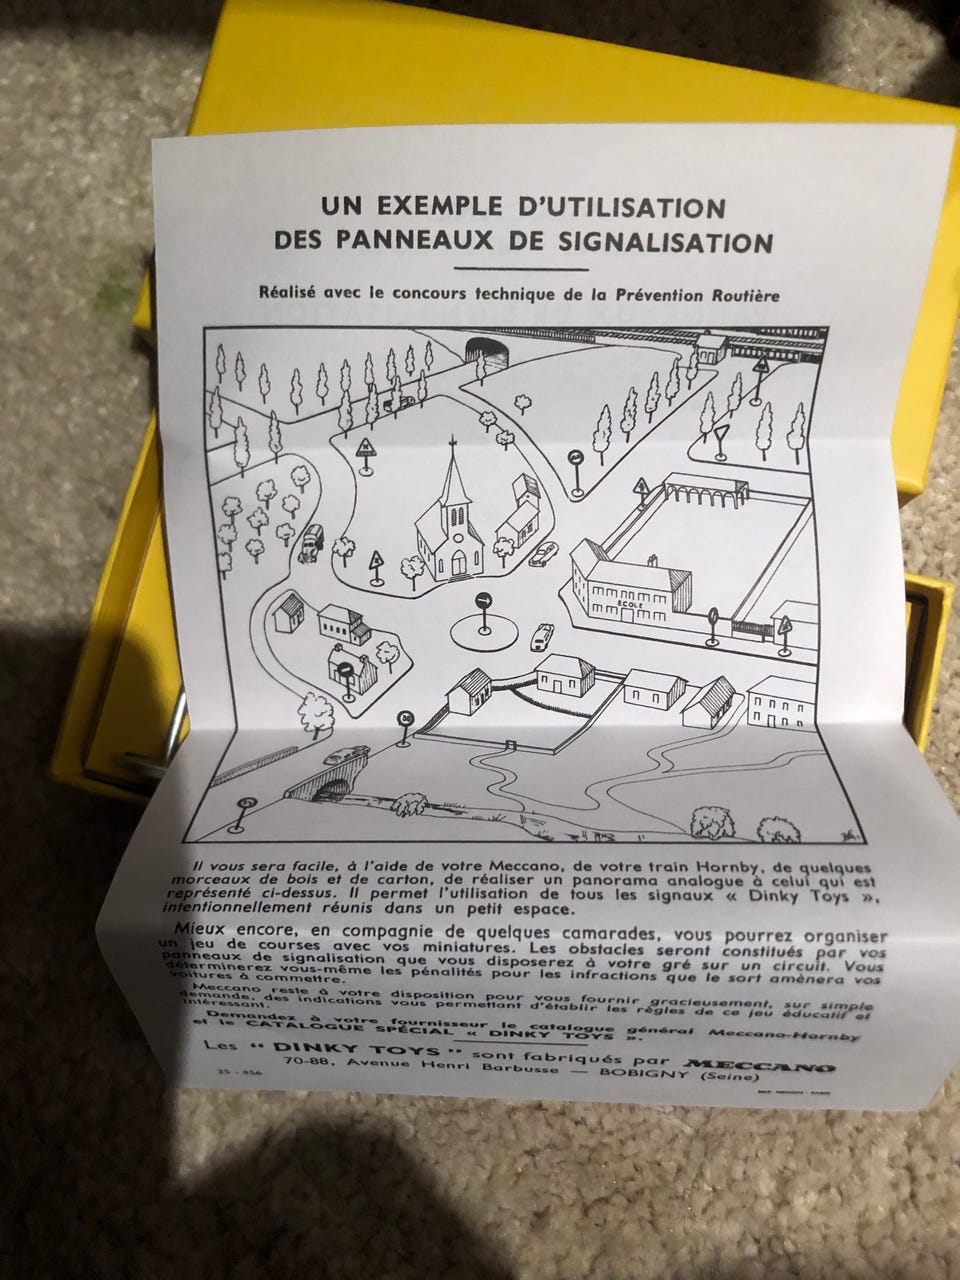 UN EXEMPLE D'UTILISATION
DES PANNEAUX DE SIGNALISATION
Réalisé avec le concours technique de la Prévention Routière
ECOLE
30
Il vous sera facile, à l'aide de votre Meccano, de votre train Hornby, de quelques
morceaux de bois et de carton, de réaliser un panorama analogue à celui qui est
représenté ci-dessus. Il permet l'utilisation de tous les signaux « Dinky Toys »,
intentionnellement réunis dans un petit espace.
Mieux encore, en compagnie de quelques camarades, vous pourrez organiser
un jeu de courses avec vos miniatures. Les obstacles seront constitués par vos
panneaux de signalisation que vous disposerez à votre gré sur un circuit. Vous
déterminerez vous-même les pénalités pour les infractions que le sort amènera vos
voitures à commettre.
Meccano reste à votre disposition pour vous fournir gracieusement, sur simple
demande, des indications vous permettant d'établir les règles de ce jeu éducatif et
intéressant.
Demandez à votre fournisseur le catalogue général Meccano-Hornby
et le CATALOGUE SPÉCIAL « DINKY TOYS ».
Les "DINKY TOYS" sont fabriqués par MECCANO
70-88, Avenue Henri Barbusse — BOBIGNY (Seine)
35 - 456